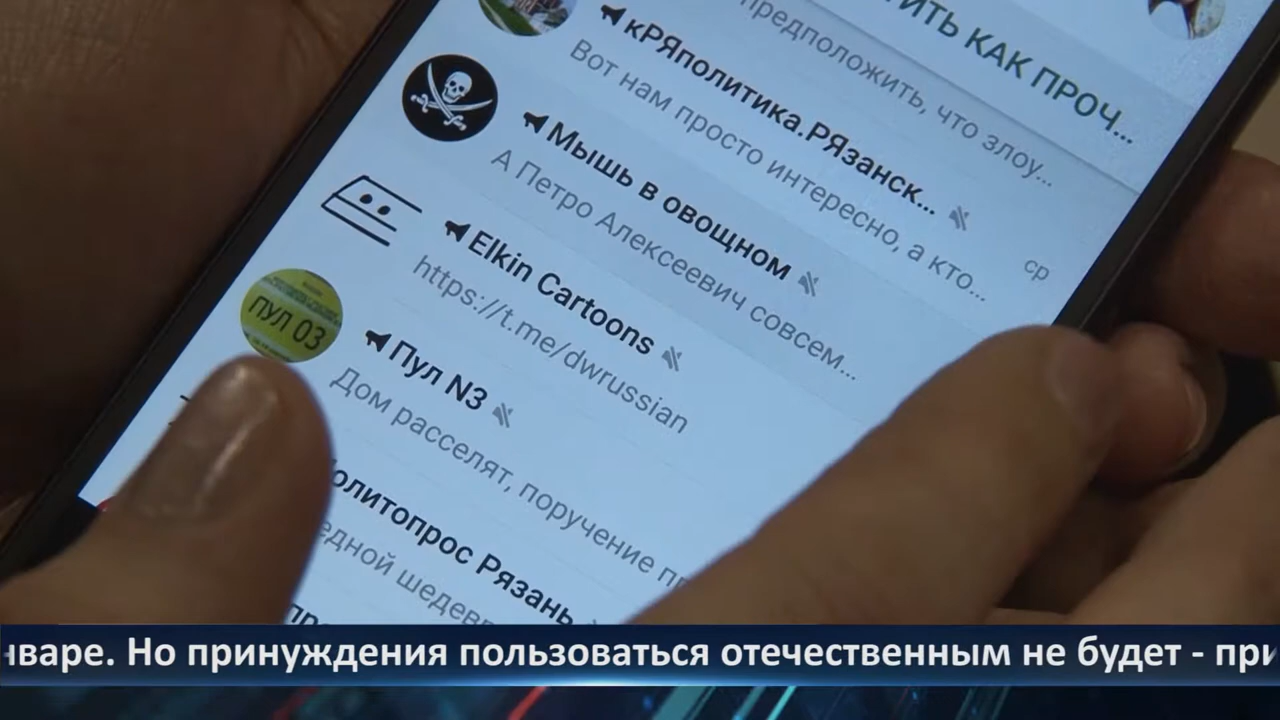 ТИТЬ КАК ПРОЧ...
предположить, что злоу...
кРЯполитика.РЯзанск...
Вот нам просто интересно, а кто...
ср
Мышь в овощном
А Петро Алексеевич совсем...
Elkin Cartoons
https://t.me/dwrussian
ПУЛ 03
Пул N3
Дом расселят, поручение
олитопрос Рязань
едной шедев
нваре. Но принуждения пользоваться отечественным не будет - при